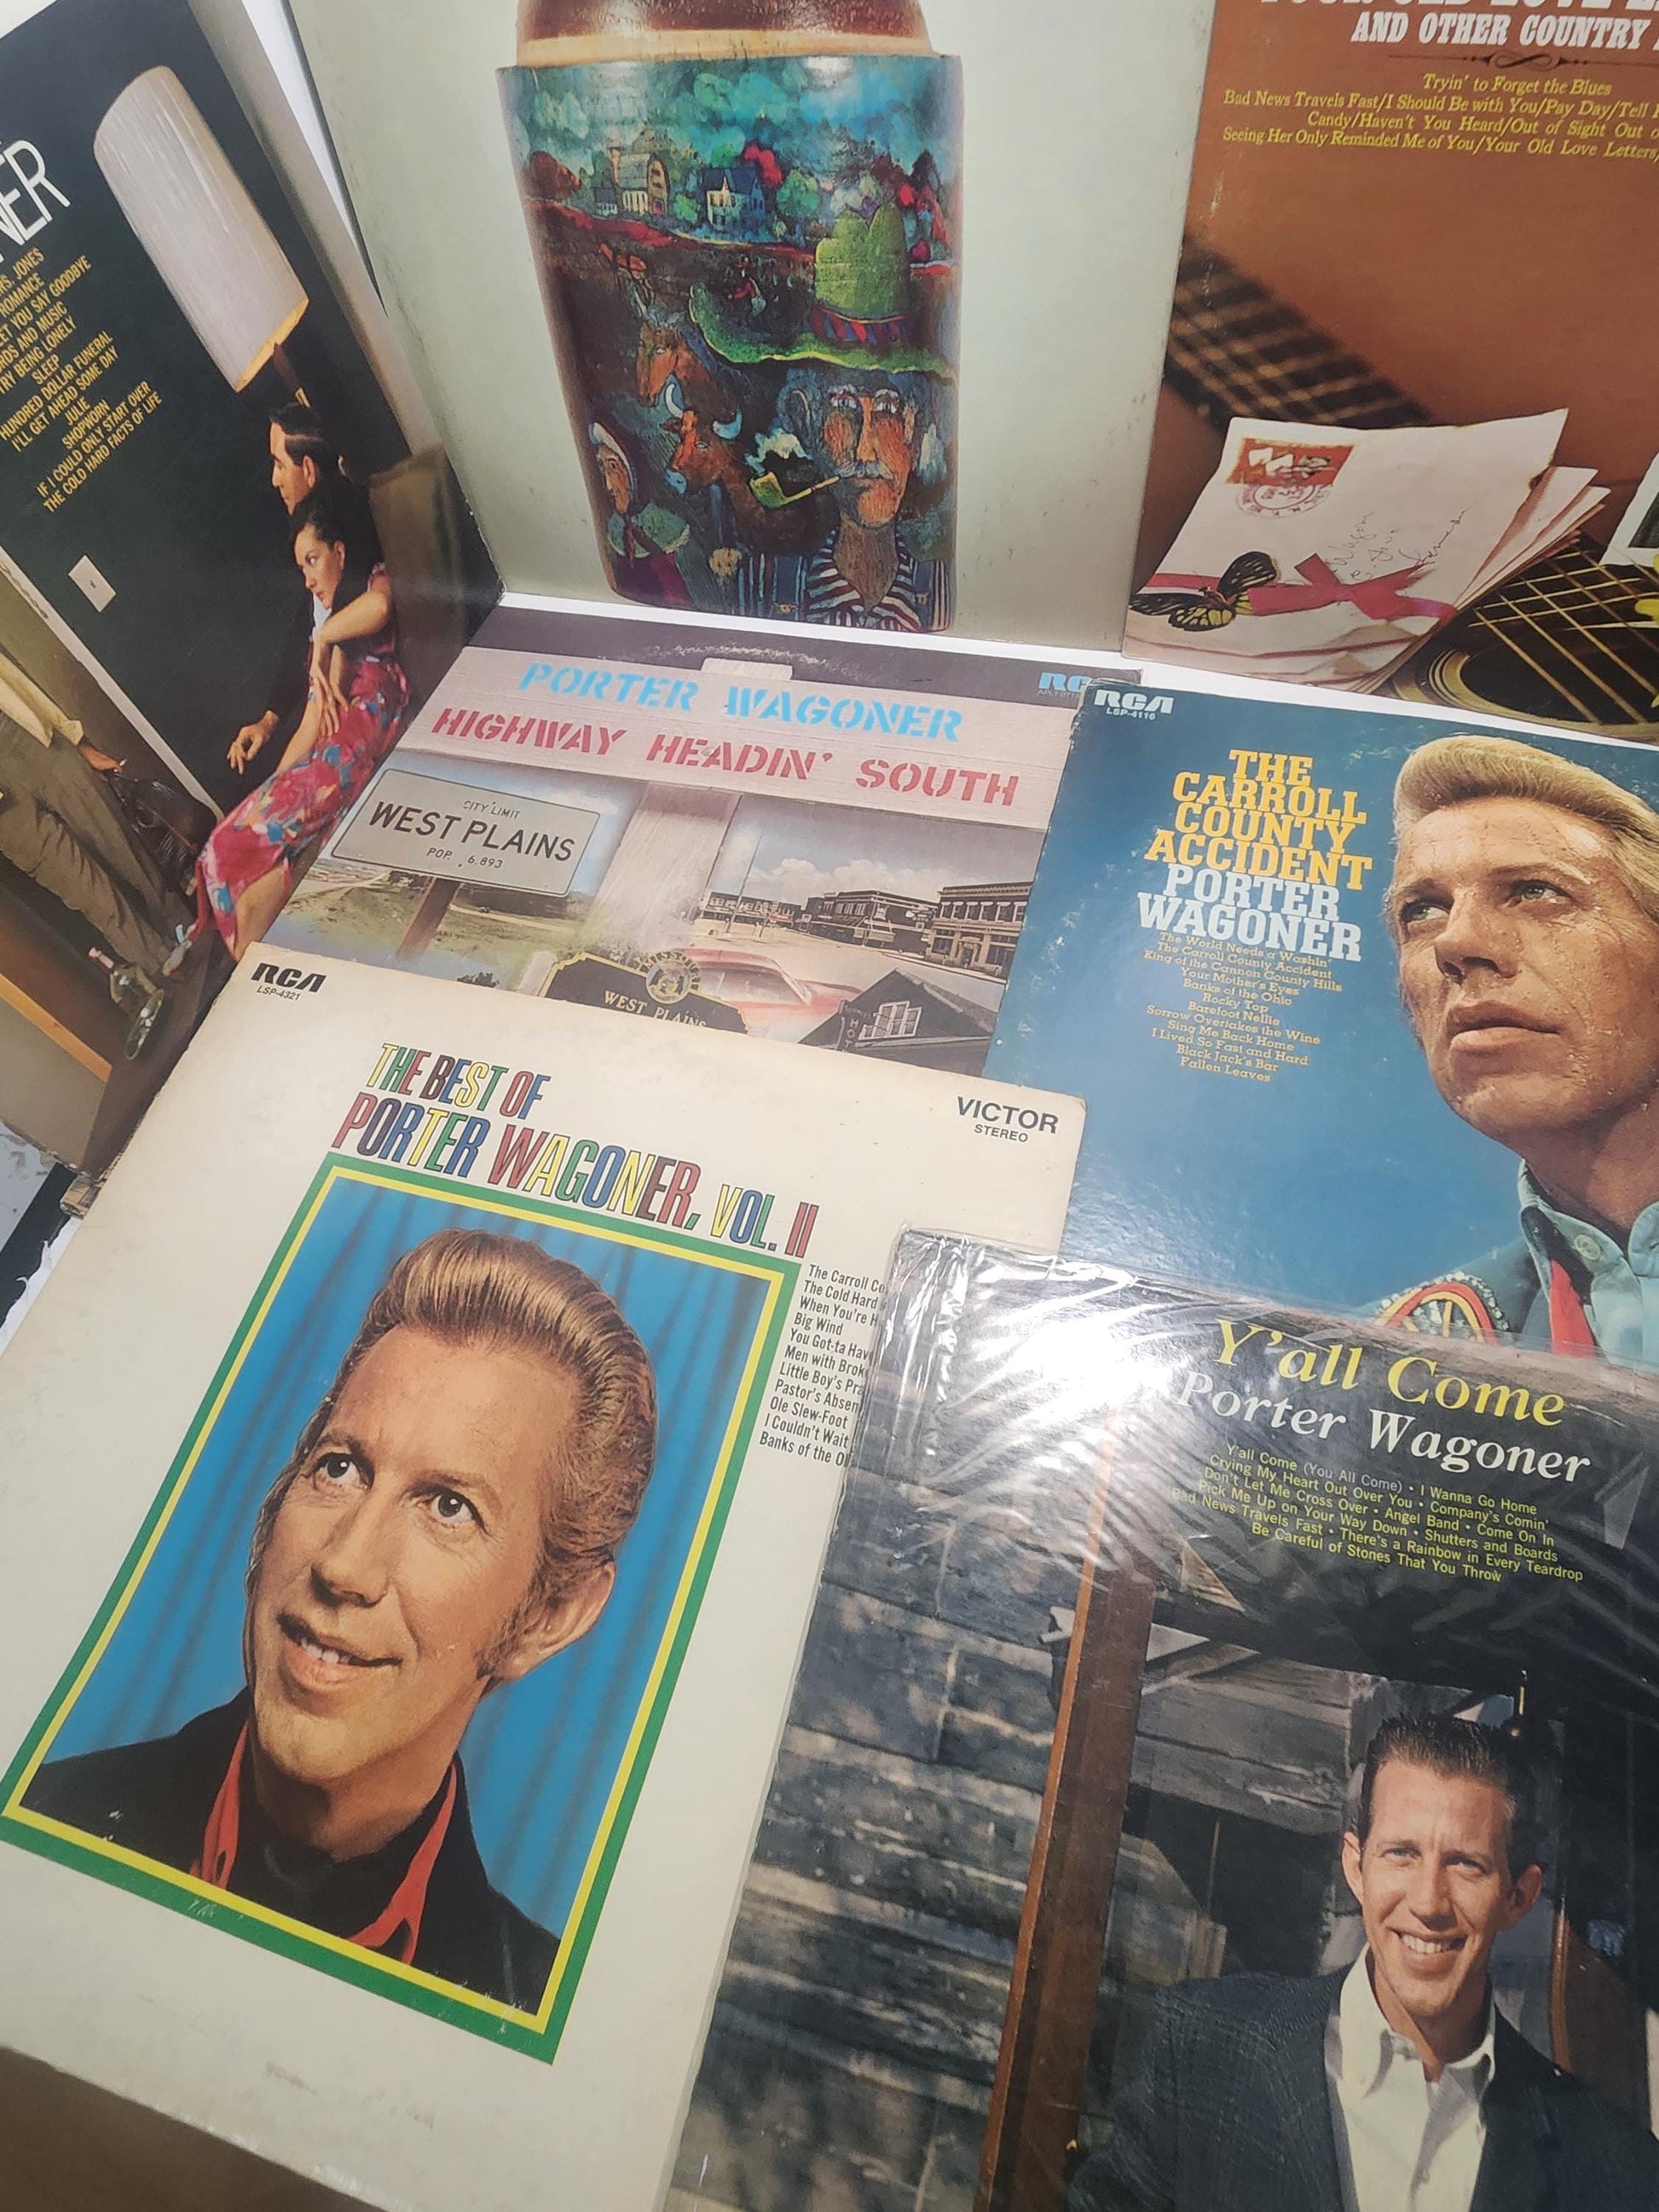 RS. JONES
ROMANCE
ET YOU SAY GOODBYE
RDS AND MUSIC
TRY BEING LONELY
SLEEP
HUNDRED DOLLAR FUNERAL
I'LL GET AHEAD SOME DAY
JULIE
SHOPWORN
IF I COULD ONLY START OVER
THE COLD HARD FACTS OF LIFE
AND OTHER COUNTRY
Tryin' to Forget the Blues
Bad News Travels Fast/I Should Be with You/Pay Day/Tell
Candy/Haven't You Heard/Out of Sight Out
Seeing Her Only Reminded Me of You/Your Old Love Letters
PORTER WAGONER
HIGHWAY HEADIN' SOUTH
CITY LIMIT
WEST PLAINS
POP. 6,893
WEST PLAINS
HOT
RCA
LSP-4116
THE
CARROLL
COUNTY
ACCIDENT
PORTER
WAGONER
The World Needs a Washin'
The Carroll County Accident
King of the Cannon County Hills
Your Mother's Eyes
Banks of the Ohio
Rocky Top
Barefoot Nellie
Sorrow Overtakes the Wine
Sing Me Back Home
I Lived So Fast and Hard
Black Jack's Bar
Fallen Leaves
RCA
LSP-4321
VICTOR
STEREO
THE BEST OF
PORTER WAGONER, VOL. II
The Carroll Co
The Cold Hard
When You're H
Big Wind
You Got-ta Have
Men with Brok
Little Boy's Pra
Pastor's Absen
Ole Slew-Foot
I Couldn't Wait
Banks of the O
Y'all Come
Porter Wagoner
Y'all Come (You All Come) • I Wanna Go Home
Crying My Heart Out Over You • Company's Comin'
Don't Let Me Cross Over • Angel Band • Come On In
Pick Me Up on Your Way Down • Shutters and Boards
Bad News Travels Fast • There's a Rainbow in Every Teardrop
Be Careful of Stones That You Throw